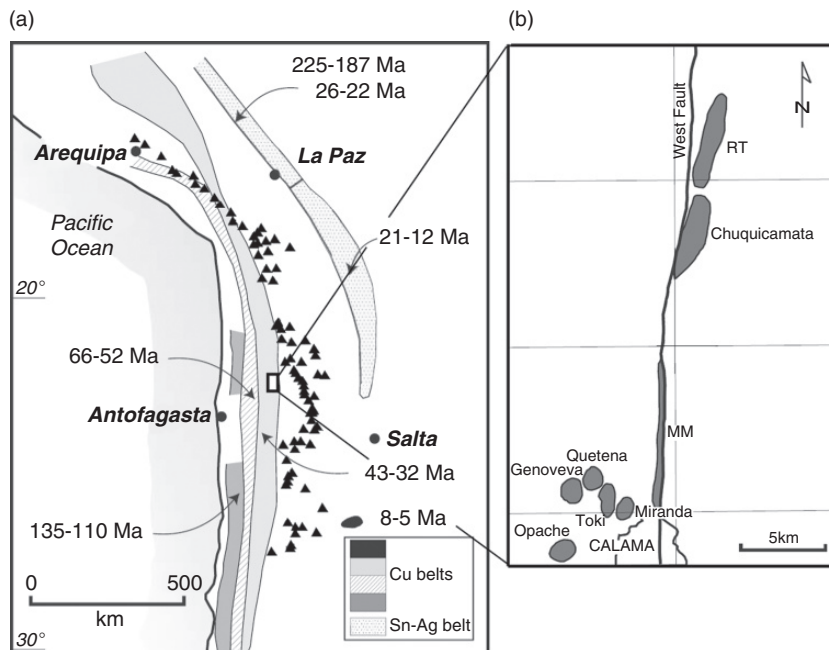 (a)
225-187 Ma
26-22 Ma
Arequipa
La Paz
Pacific
Ocean
21-12 Ma
20°
66-52 Ma
Antofagasta
Salta
43-32 Ma
135-110 Ma
8-5 Ma
0 500
km
Cu belts
Sn-Ag belt
30°
(b)
West Fault
N
RT
Chuquicamata
MM
Quetena
Genoveva
Toki
Miranda
Opache
CALAMA
5km